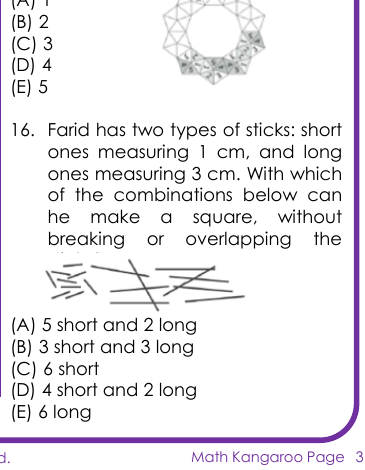 (B) 2
(C) 3
(D) 4
(E) 5
16. Farid has two types of sticks: short
ones measuring 1 cm, and long
ones measuring 3 cm. With which
of the combinations below can
he make a square, without
breaking or overlapping the
(A) 5 short and 2 long
(B) 3 short and 3 long
(C) 6 short
(D) 4 short and 2 long
(E) 6 long
d.
Math Kangaroo Page 3